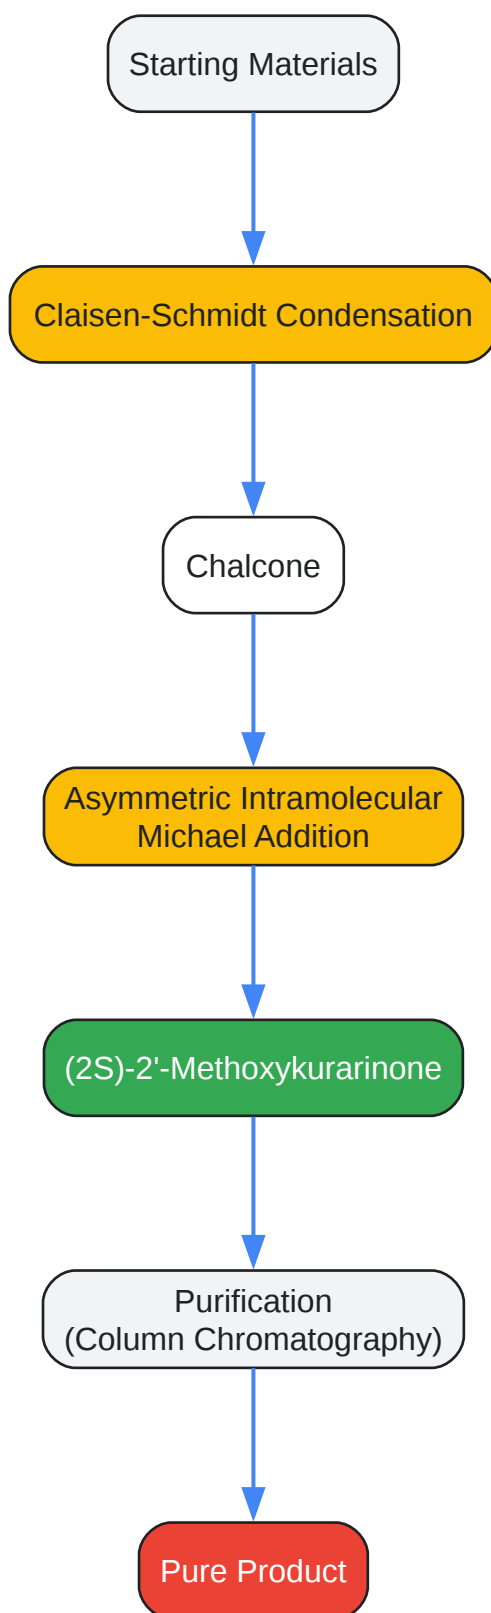 Starting Materials
Claisen-Schmidt Condensation
Chalcone
Asymmetric Intramolecular
Michael Addition
(2S)-2'-Methoxykurarinone
Purification
(Column Chromatography)
Pure Product